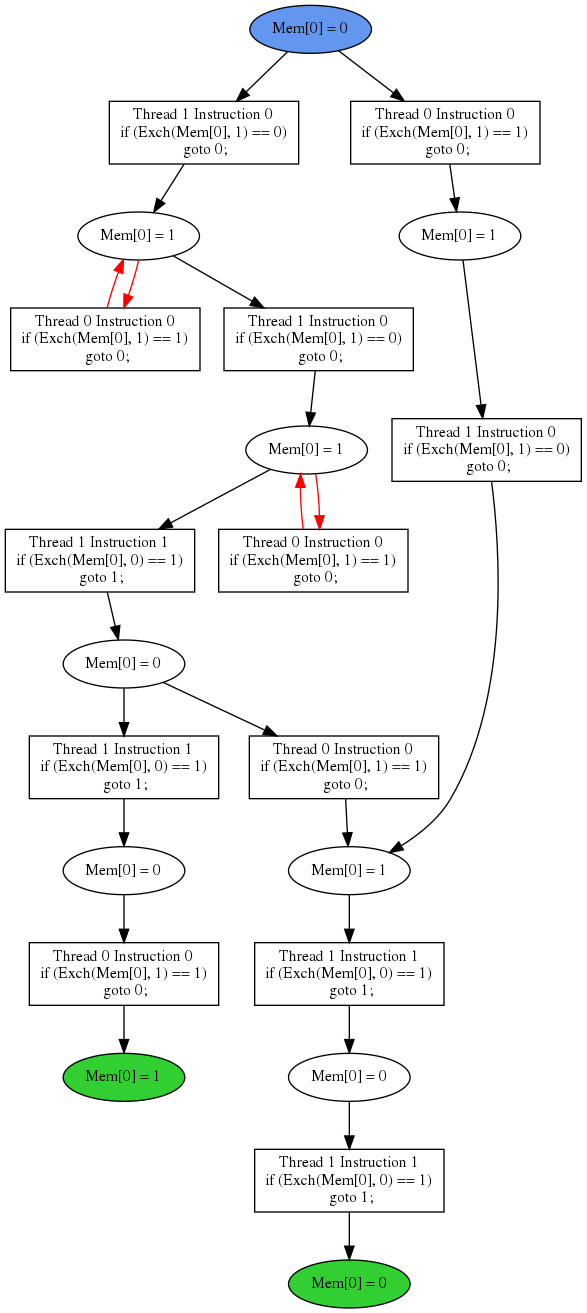 Mem[0] = 0
Thread 1 Instruction 0
if (Exch(Mem[0], 1) == 0)
goto 0;
Thread 0 Instruction 0
if (Exch(Mem[0], 1) == 1)
goto 0;
Mem[0] = 1
Mem[0] = 1
Thread 0 Instruction 0
if (Exch(Mem[0], 1) == 1)
goto 0;
Thread 1 Instruction 0
if (Exch(Mem[0], 1) == 0)
goto 0;
Mem[0] = 1
Thread 1 Instruction 0
if (Exch(Mem[0], 1) == 0)
goto 0;
Thread 1 Instruction 1
if (Exch(Mem[0], 0) == 1)
goto 1;
Thread 0 Instruction 0
if (Exch(Mem[0], 1) == 1)
goto 0;
Mem[0] = 0
Thread 1 Instruction 1
if (Exch(Mem[0], 0) == 1)
goto 1;
Thread 0 Instruction 0
if (Exch(Mem[0], 1) == 1)
goto 0;
Mem[0] = 0
Mem[0] = 1
Thread 0 Instruction 0
if (Exch(Mem[0], 1) == 1)
goto 0;
Thread 1 Instruction 1
if (Exch(Mem[0], 0) == 1)
goto 1;
Mem[0] = 1
Mem[0] = 0
Thread 1 Instruction 1
if (Exch(Mem[0], 0) == 1)
goto 1;
Mem[0] = 0